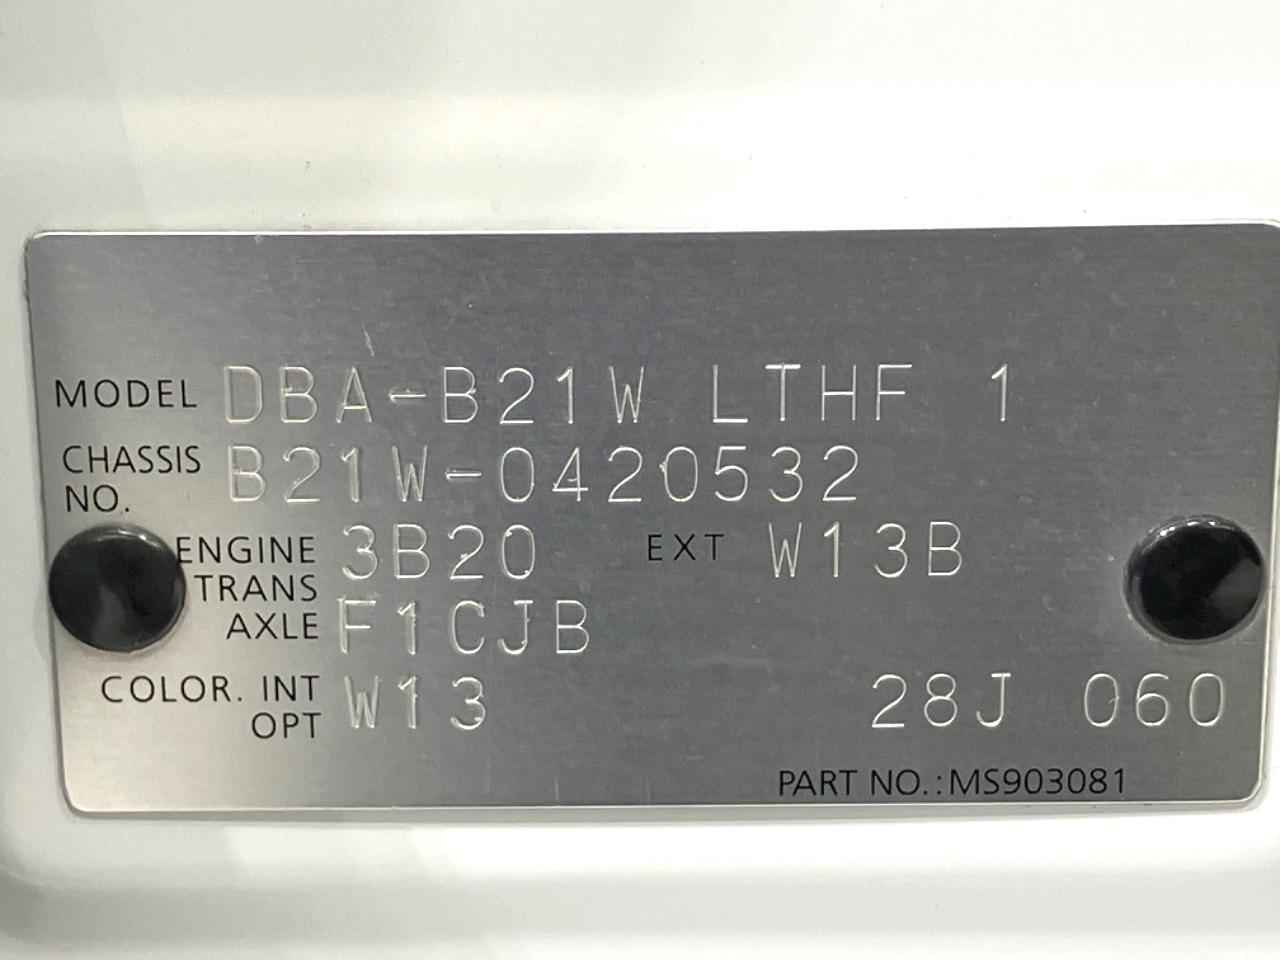 MODEL DBA-B21W LTHF 1
CHASSIS NO. B21W-0420532
ENGINE 3B20 EXT W13B
TRANS AXLE F1CJB
COLOR. INT OPT W13 28J 060
PART NO.:MS903081